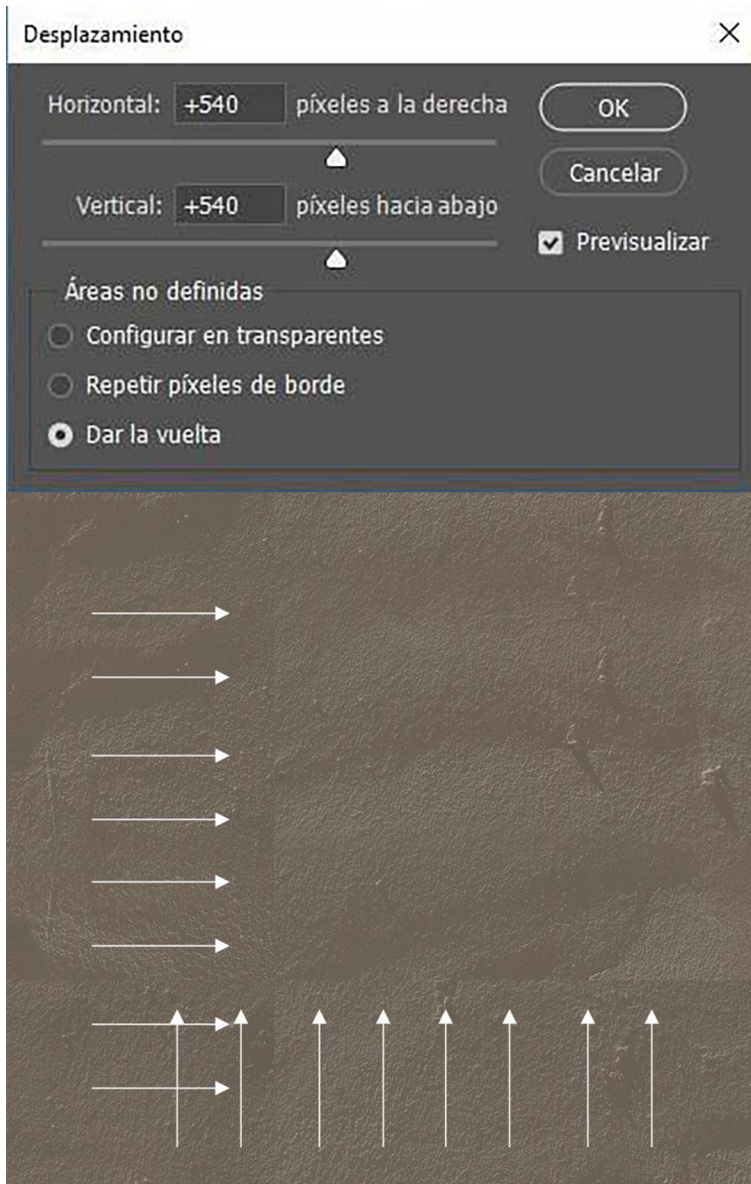 Desplazamiento
Horizontal: +540 píxeles a la derecha
OK
Vertical: +540 píxeles hacia abajo
Cancelar
Previsualizar
Áreas no definidas
Configurar en transparentes
Repetir píxeles de borde
Dar la vuelta